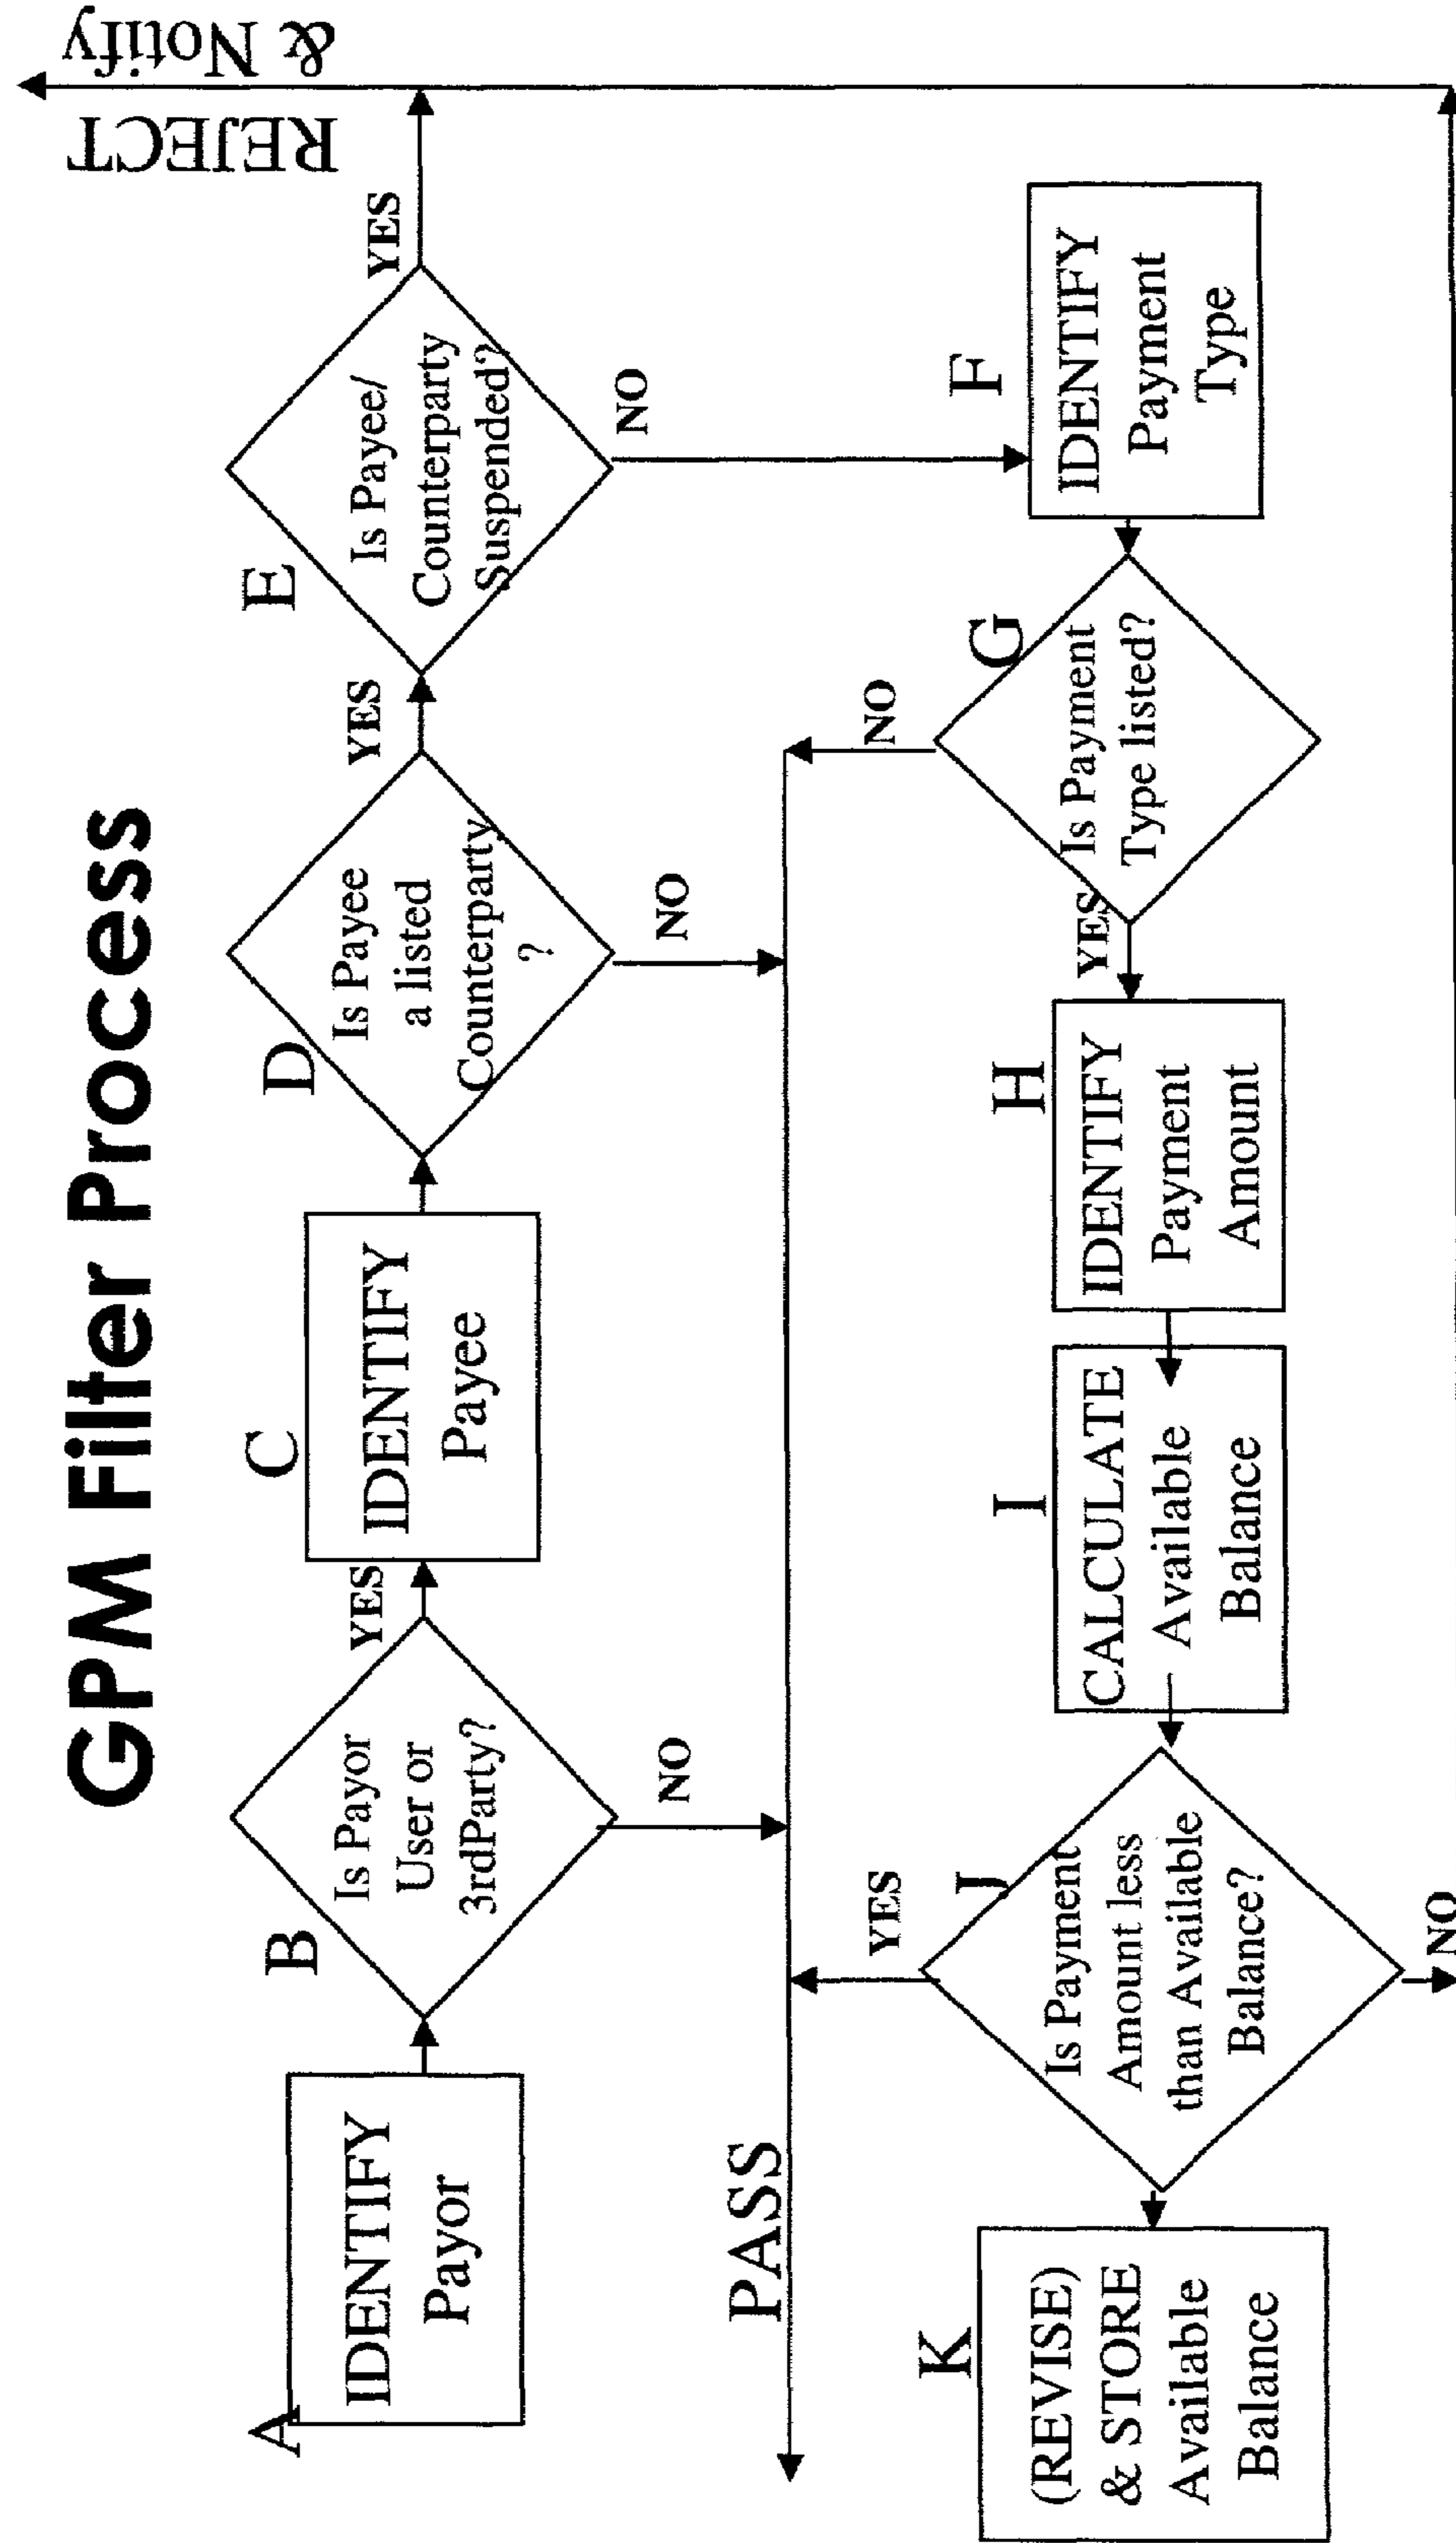 GPM Filter Process
A
IDENTIFY
Payor
B
Is Payor
User or
3rdParty?
YES
NO
C
IDENTIFY
Payee
D
Is Payee
a listed
Counterparty
?
YES
NO
E
Is Payee/
Counterparty
Suspended?
YES
NO
REJECT
& Notify
F
IDENTIFY
Payment
Type
G
Is Payment
Type listed?
NO
YES
H
IDENTIFY
Payment
Amount
I
CALCULATE
Available
Balance
J
Is Payment
Amount less
than Available
Balance?
YES
NO
PASS
K
(REVISE)
& STORE
Available
Balance